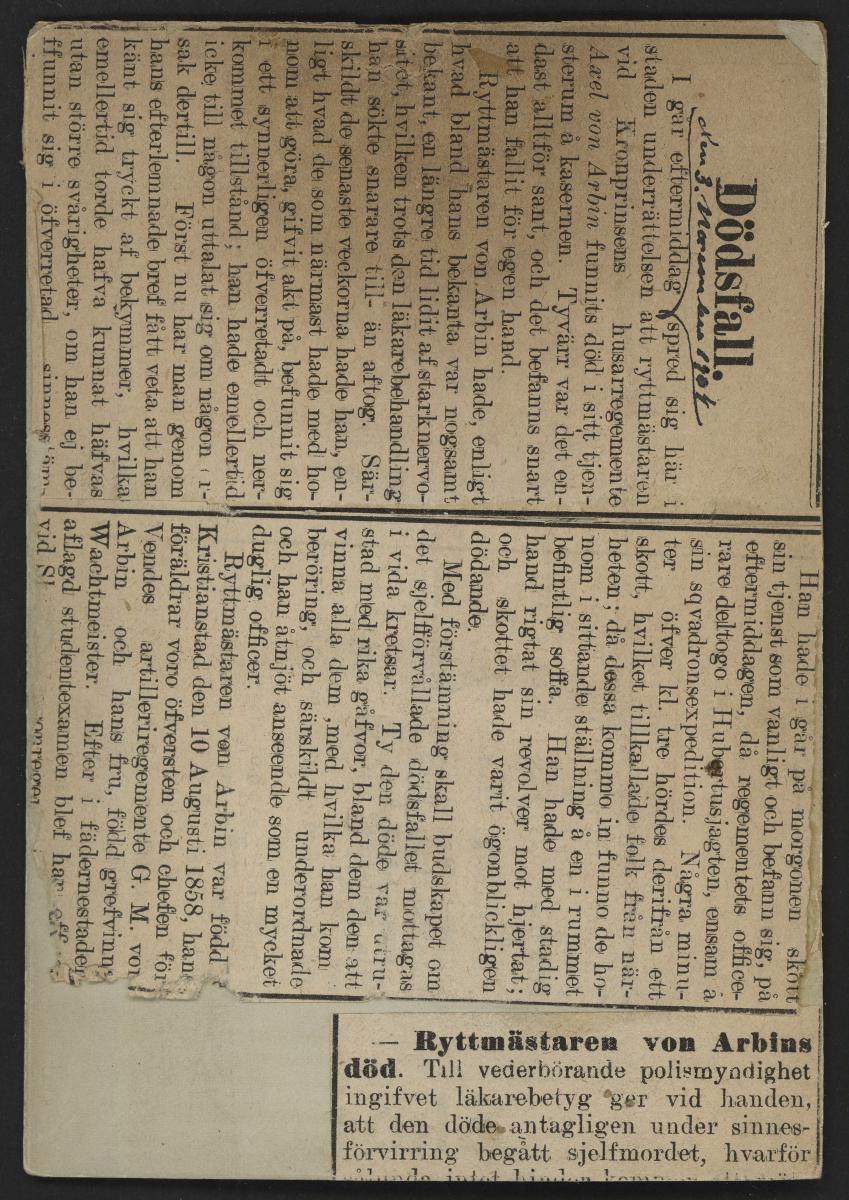 Dödsfall.
den 3. November 1904
I går eftermiddag spred sig här i
staden underrättelsen att ryttmästaren
vid Kronprinsens husarregemente
Axel von Arbin funnits död i sitt tjen-
sterum å kasernen. Tyvärr var det en-
dast alltför sant, och det befanns snart
att han fallit för egen hand.
Ryttmästaren von Arbin hade, enligt
hvad bland hans bekanta var nogsamt
bekant, en längre tid lidit af stark nervo-
sitet, hvilken trots den läkarebehandling
han sökte snarare till- än aftog. Sär-
skildt de senaste veckorna hade han, en-
ligt hvad de som närmast hade med ho-
nom att göra, gifvit akt på, befunnit sig
i ett synnerligen öfverretadt och ner-
kommet tillstånd; han hade emellertid
icke till någon uttalat sig om någon or-
sak dertill. Först nu har man genom
hans efterlemnade bref fått veta att han
känt sig tryckt af bekymmer, hvilka
emellertid torde hafva kunnat häfvas
utan större svårigheter, om han ej be-
ffunnit sig i öfverretad
Han hade i går på morgonen skött
sin tjenst som vanligt och befann sig, på
eftermiddagen, då regementets office-
rare deltogo i Hubertusjagten, ensam å
sin sqvadronsexpedition. Några minu-
ter öfver kl. tre hördes derifrån ett
skott, hvilket tillkallade folk från när-
heten; då dessa kommo in funno de ho-
nom i sittande ställning å en i rummet
befintlig soffa. Han hade med stadig
hand rigtat sin revolver mot hjertat;
och skottet hade varit ögonblickligen
dödande.
Med förstämning skall budskapet om
det sjelfförvållade dödsfallet mottagas
i vida kretsar. Ty den döde var utru-
stad med rika gåfvor, bland dem den att
vinna alla dem, med hvilka han kom i
beröring, och särskildt underordnade
och han åtnjöt anseende som en mycket
duglig officer.
Ryttmästaren von Arbin var född i
Kristianstad den 10 Augusti 1858, hans
föräldrar voro öfversten och chefen för
Vendes artilleriregemente G. M. von
Arbin och hans fru, född grefvinna
Wachtmeister. Efter i fädernestaden
aflagd studentexamen blef han
vid
— Ryttmästaren von Arbins
död. Till vederbörande polismyndighet
ingifvet läkarebetyg ger vid handen,
att den döde antagligen under sinnes-
förvirring begått sjelfmordet, hvarför